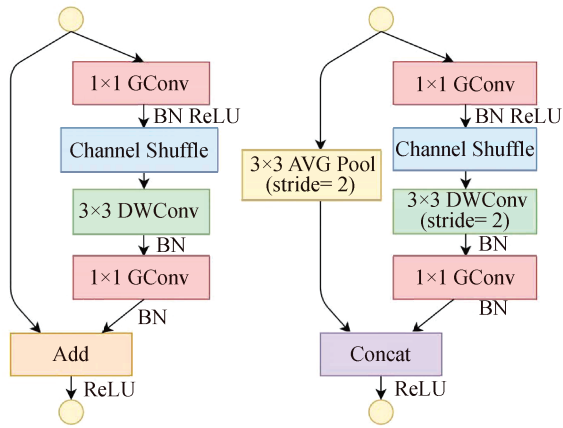 1×1 GConv
BN ReLU
Channel Shuffle
3×3 DWConv
BN
1×1 GConv
BN
Add
ReLU
1×1 GConv
BN ReLU
Channel Shuffle
3×3 AVG Pool
(stride= 2)
3×3 DWConv
(stride= 2)
BN
1×1 GConv
BN
Concat
ReLU